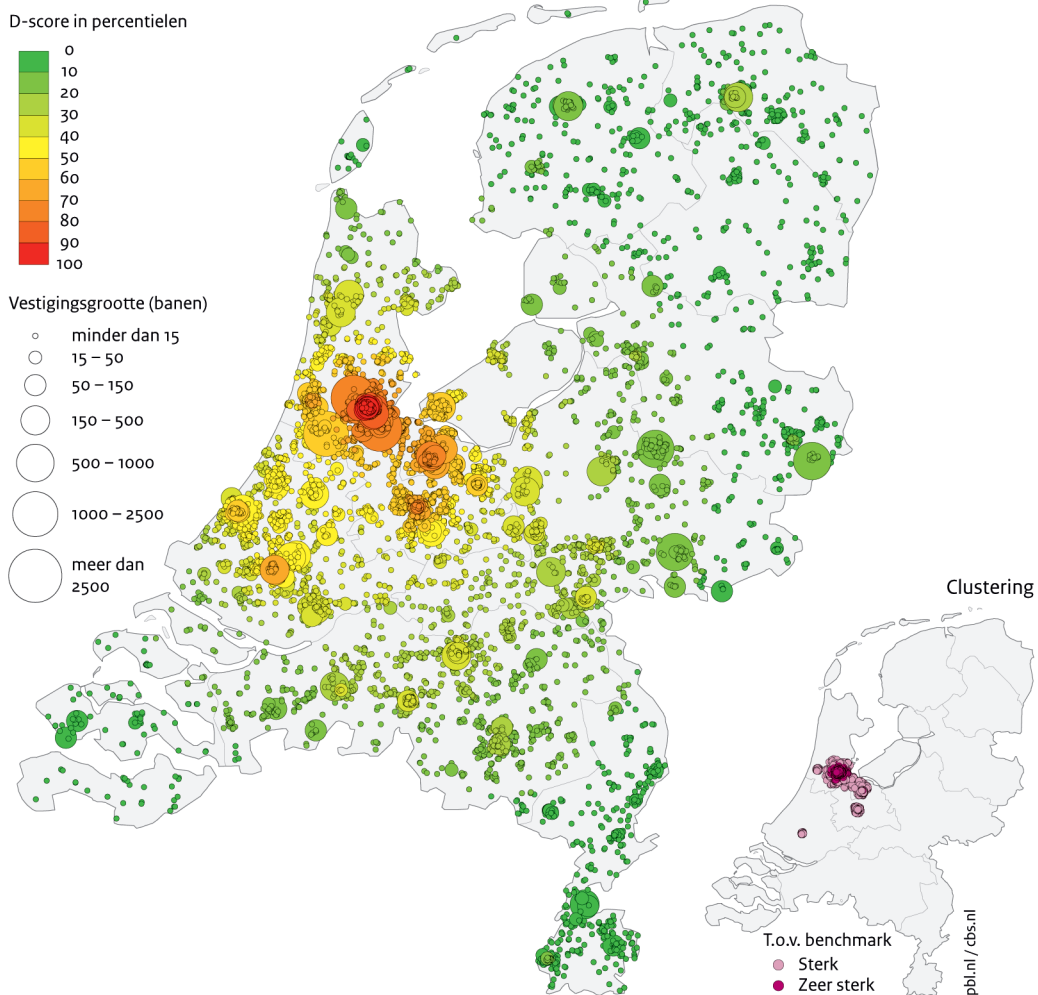 D-score in percentielen
0
10
20
30
40
50
60
70
80
90
100
Vestigingsgrootte (banen)
minder dan 15
15 – 50
50 – 150
150 – 500
500 – 1000
1000 – 2500
meer dan
2500
Clustering
T.o.v. benchmark
Sterk
Zeer sterk
pbl.nl / cbs.nl